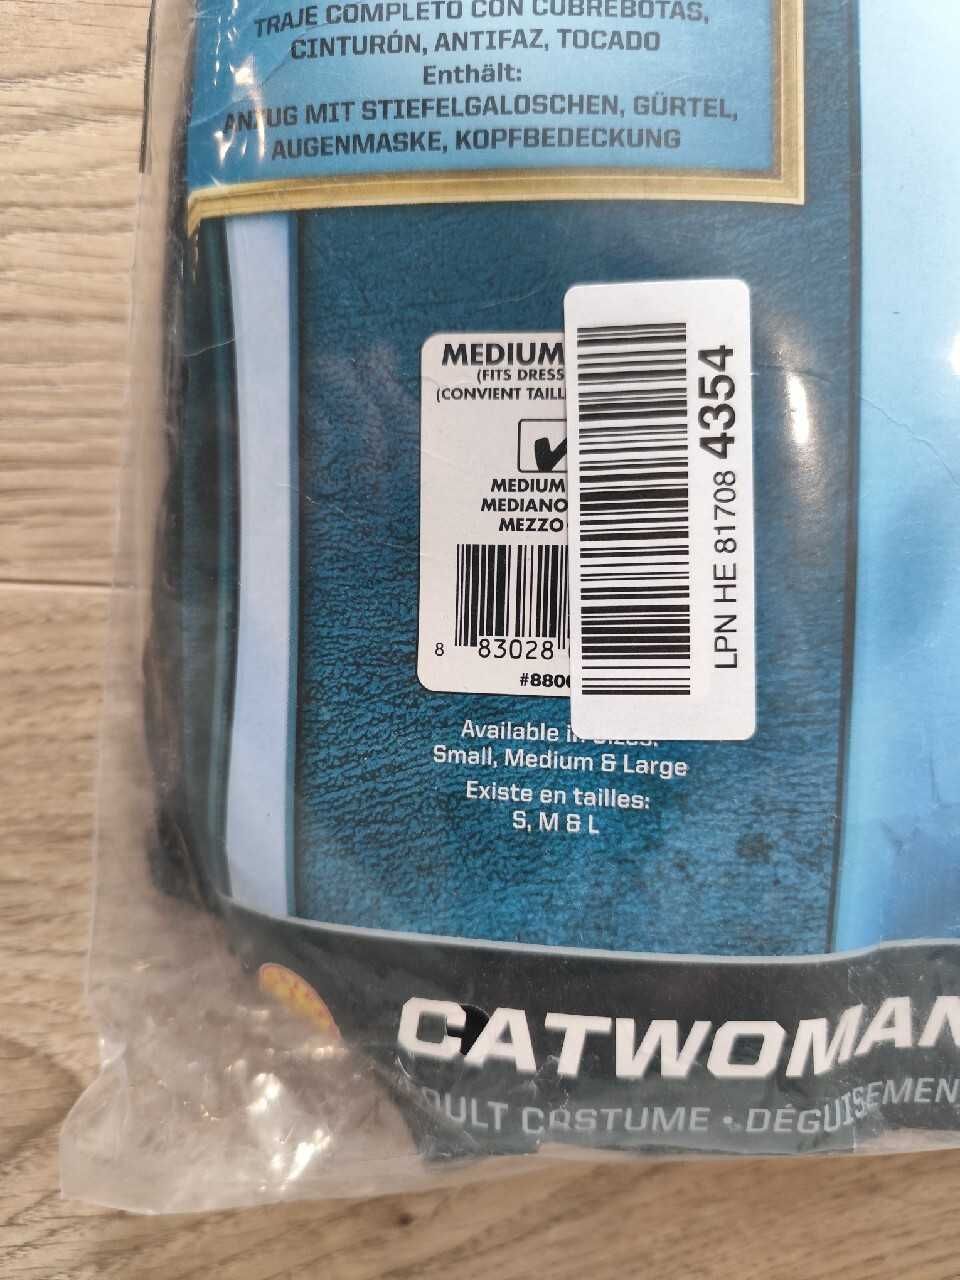 TRAJE COMPLETO CON CUBREBOTAS,
CINTURÓN, ANTIFAZ, TOCADO
Enthält:
ANZUG MIT STIEFELGALOSCHEN, GÜRTEL,
AUGENMASKE, KOPFBEDECKUNG
MEDIUM
(FITS DRESS
(CONVIENT TAILL
MEDIUM
MEDIANO
MEZZO
8 83028
#880
LPN HE 81708 4354
Available in Sizes:
Small, Medium & Large
Existe en tailles:
S, M & L
CATWOMAN
ADULT COSTUME • DÉGUISEMEN